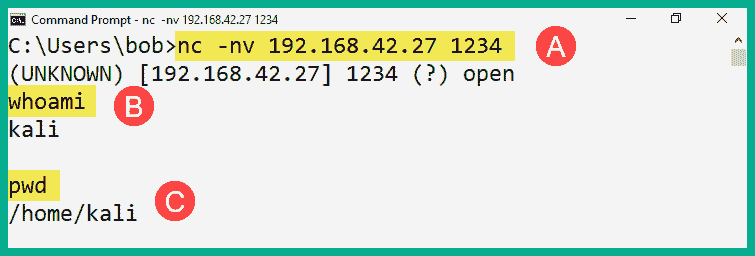 Command Prompt - nc -nv 192.168.42.27 1234
C:\Users\bob>nc -nv 192.168.42.27 1234
A
(UNKNOWN) [192.168.42.27] 1234 (?) open
whoami
B
kali
pwd
C
/home/kali